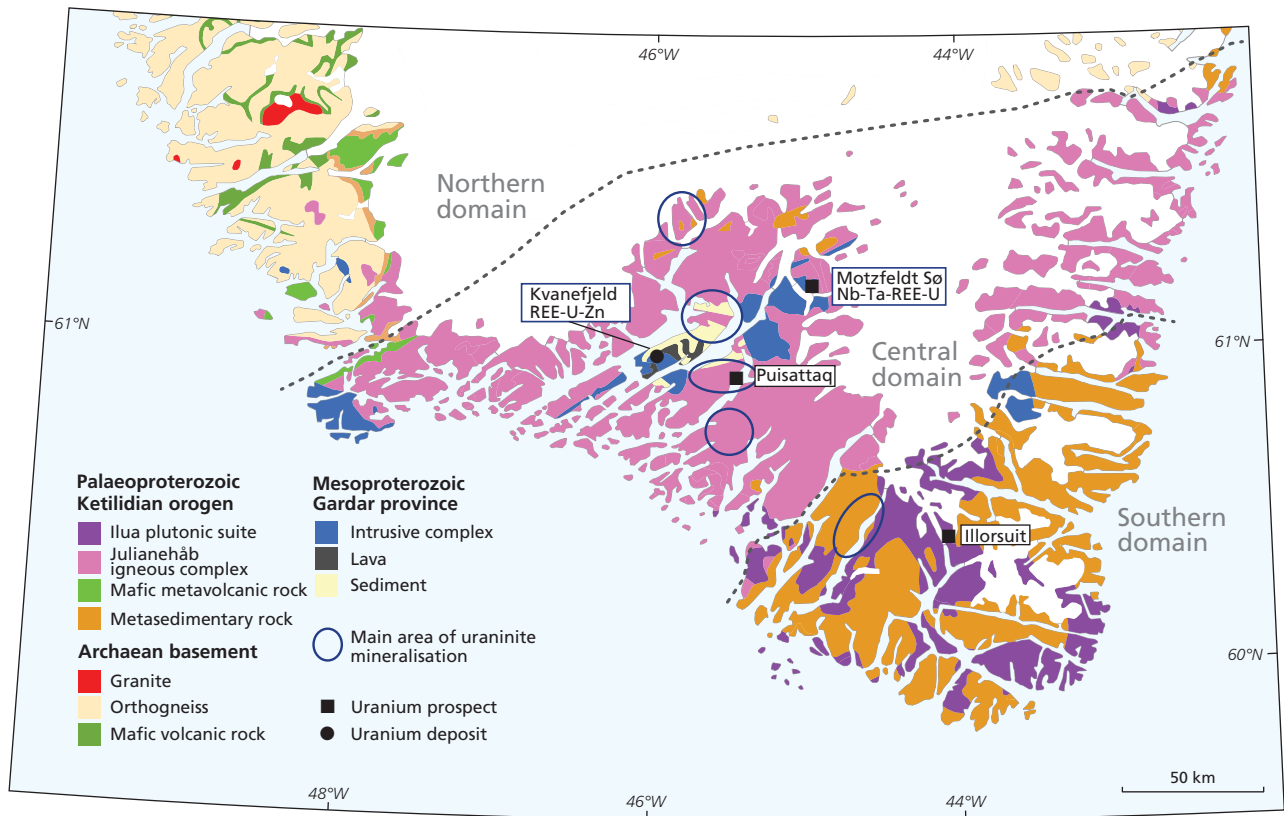 46°W
44°W
Northern
domain
Motzfeldt Sø
Nb-Ta-REE-U
Kvanefjeld
REE-U-Zn
61°N
61°N
Central
domain
Puisattaq
Palaeoproterozoic
Ketilidian orogen
Ilua plutonic suite
Julianehåb
igneous complex
Mafic metavolcanic rock
Metasedimentary rock
Archaean basement
Granite
Orthogneiss
Mafic volcanic rock
Mesoproterozoic
Gardar province
Intrusive complex
Lava
Sediment
Main area of uraninite
mineralisation
Uranium prospect
Uranium deposit
Southern
domain
Illorsuit
60°N
50 km
48°W
46°W
44°W